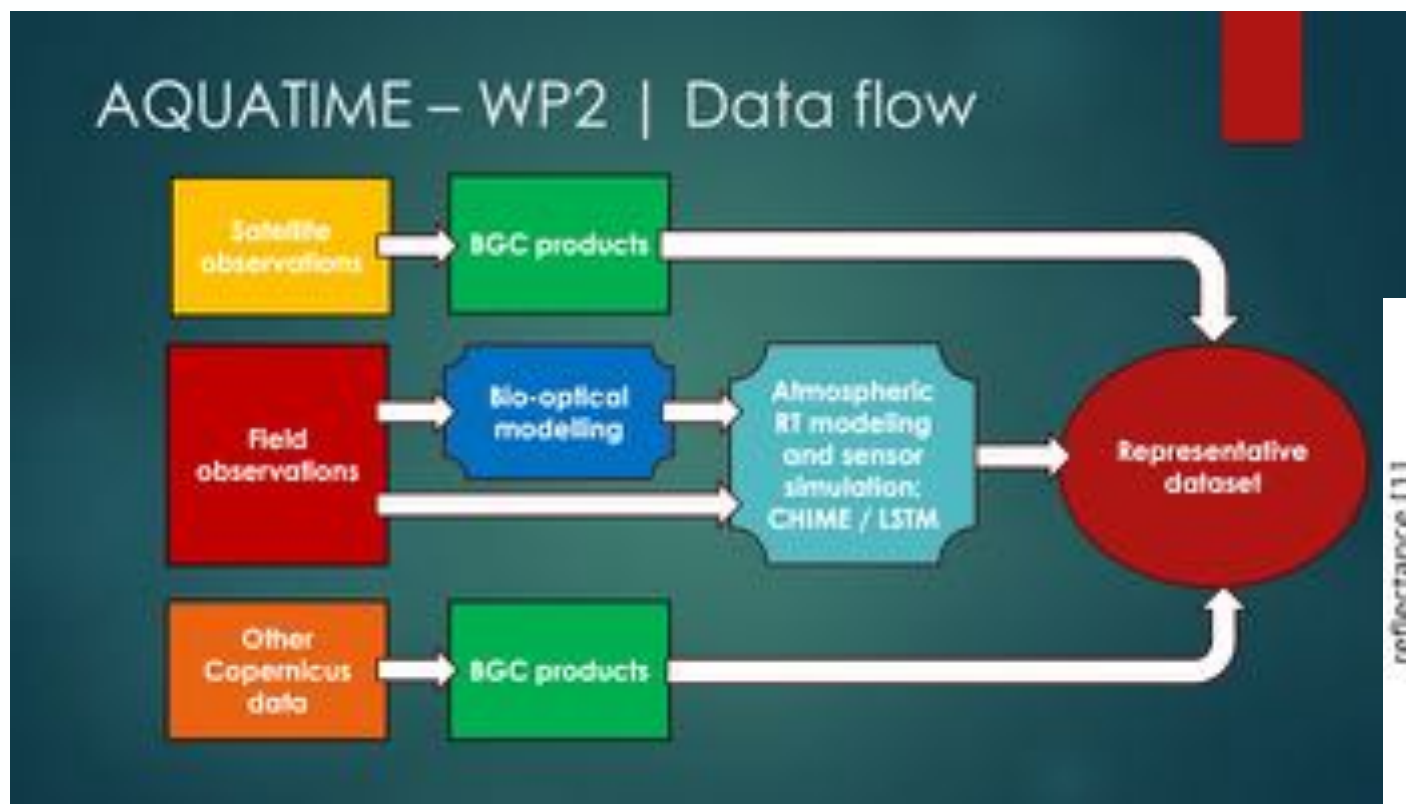 AQUATIME – WP2 | Data flow
Satellite
observations
BGC products
Field
observations
Bio-optical
modelling
Atmospheric
RT modeling
and sensor
simulation:
CHIME / LSTM
Representative
dataset
Other
Copernicus
data
BGC products
reflectance [1]